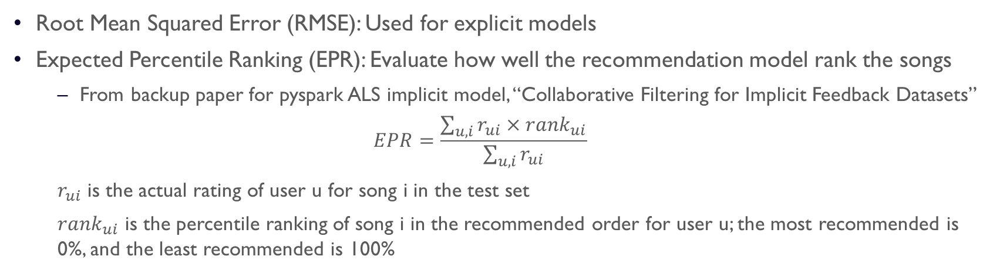 • Root Mean Squared Error (RMSE): Used for explicit models
• Expected Percentile Ranking (EPR): Evaluate how well the recommendation model rank the songs
– From backup paper for pyspark ALS implicit model, “Collaborative Filtering for Implicit Feedback Datasets”
EPR = \frac{\sum_{u,i} r_{ui} \times rank_{ui}}{\sum_{u,i} r_{ui}}
r_{ui} is the actual rating of user u for song i in the test set
rank_{ui} is the percentile ranking of song i in the recommended order for user u; the most recommended is
0%, and the least recommended is 100%